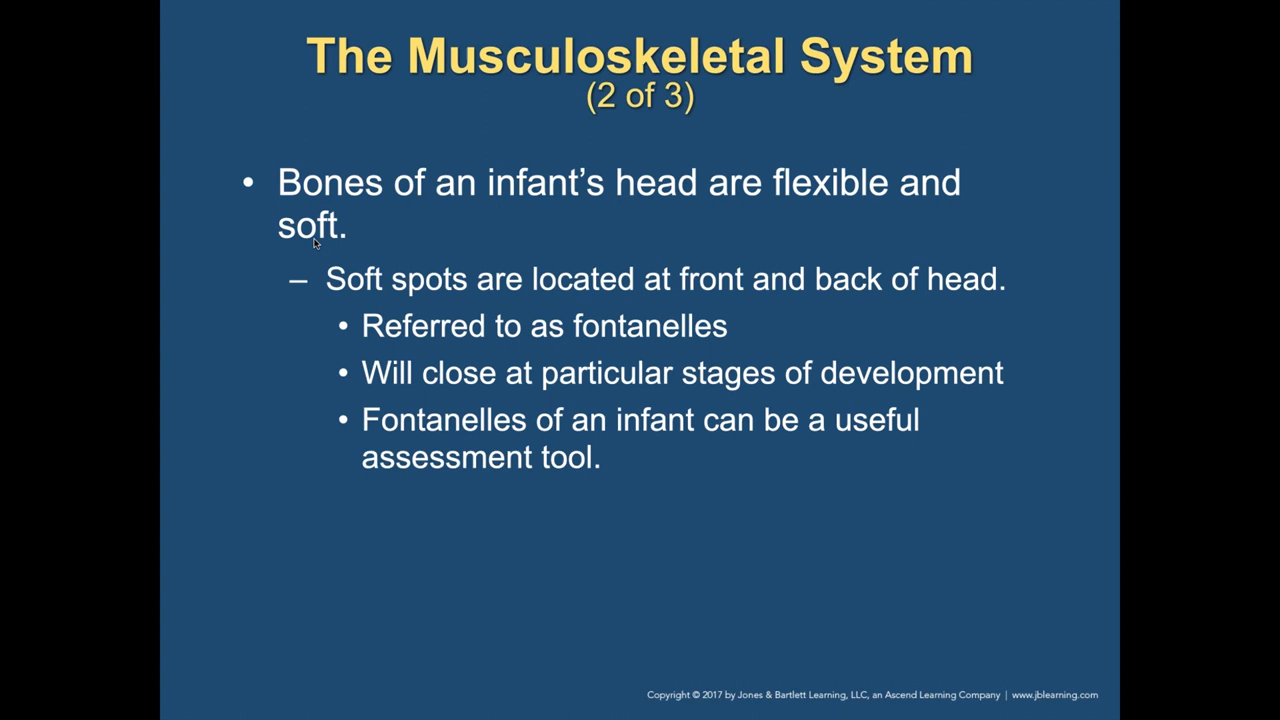 The Musculoskeletal System
(2 of 3)
• Bones of an infant’s head are flexible and
soft.
– Soft spots are located at front and back of head.
• Referred to as fontanelles
• Will close at particular stages of development
• Fontanelles of an infant can be a useful
assessment tool.
Copyright © 2017 by Jones & Bartlett Learning, LLC, an Ascend Learning Company | www.jblearning.com